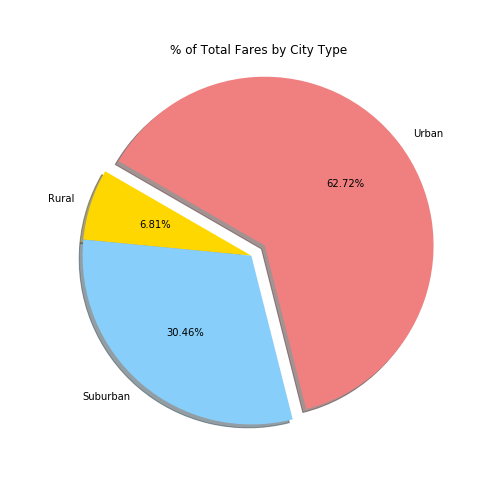 % of Total Fares by City Type
Urban
62.72%
Rural
6.81%
30.46%
Suburban